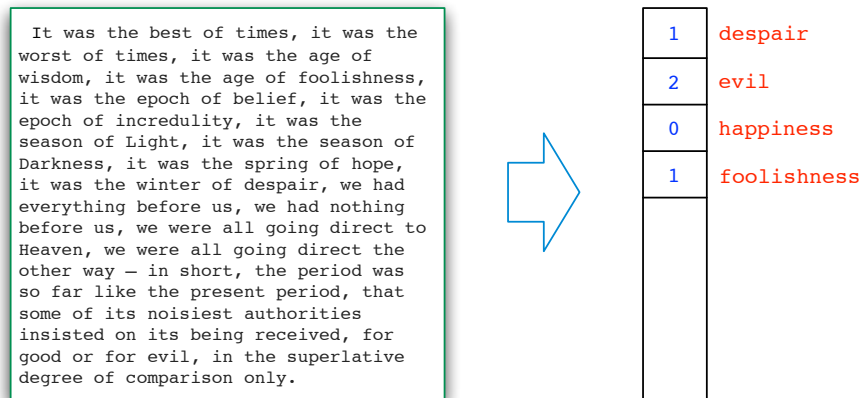 It was the best of times, it was the
worst of times, it was the age of
wisdom, it was the age of foolishness,
it was the epoch of belief, it was the
epoch of incredulity, it was the
season of Light, it was the season of
Darkness, it was the spring of hope,
it was the winter of despair, we had
everything before us, we had nothing
before us, we were all going direct to
Heaven, we were all going direct the
other way – in short, the period was
so far like the present period, that
some of its noisiest authorities
insisted on its being received, for
good or for evil, in the superlative
degree of comparison only.
1 despair
2 evil
0 happiness
1 foolishness